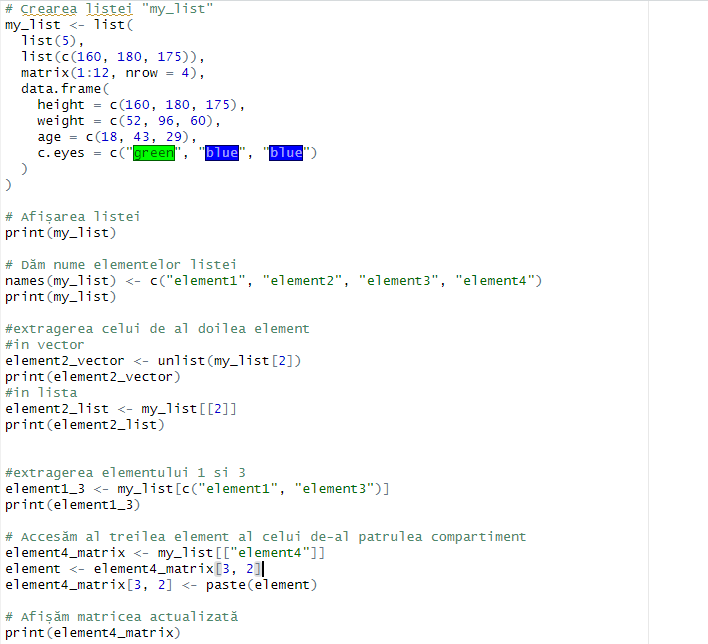 # Crearea listei "my_list"
my_list <- list(
  list(5),
  list(c(160, 180, 175)),
  matrix(1:12, nrow = 4),
  data.frame(
    height = c(160, 180, 175),
    weight = c(52, 96, 60),
    age = c(18, 43, 29),
    c.eyes = c("green", "blue", "blue")
  )
)
# Afișarea listei
print(my_list)
# Dăm nume elementelor listei
names(my_list) <- c("element1", "element2", "element3", "element4")
print(my_list)
#extragerea celui de al doilea element
#in vector
element2_vector <- unlist(my_list[2])
print(element2_vector)
#in lista
element2_list <- my_list[[2]]
print(element2_list)
#extragerea elementului 1 si 3
element1_3 <- my_list[c("element1", "element3")]
print(element1_3)
# Accesăm al treilea element al celui de-al patrulea compartiment
element4_matrix <- my_list[["element4"]]
element <- element4_matrix[3, 2]
element4_matrix[3, 2] <- paste(element)
# Afișăm matricea actualizată
print(element4_matrix)